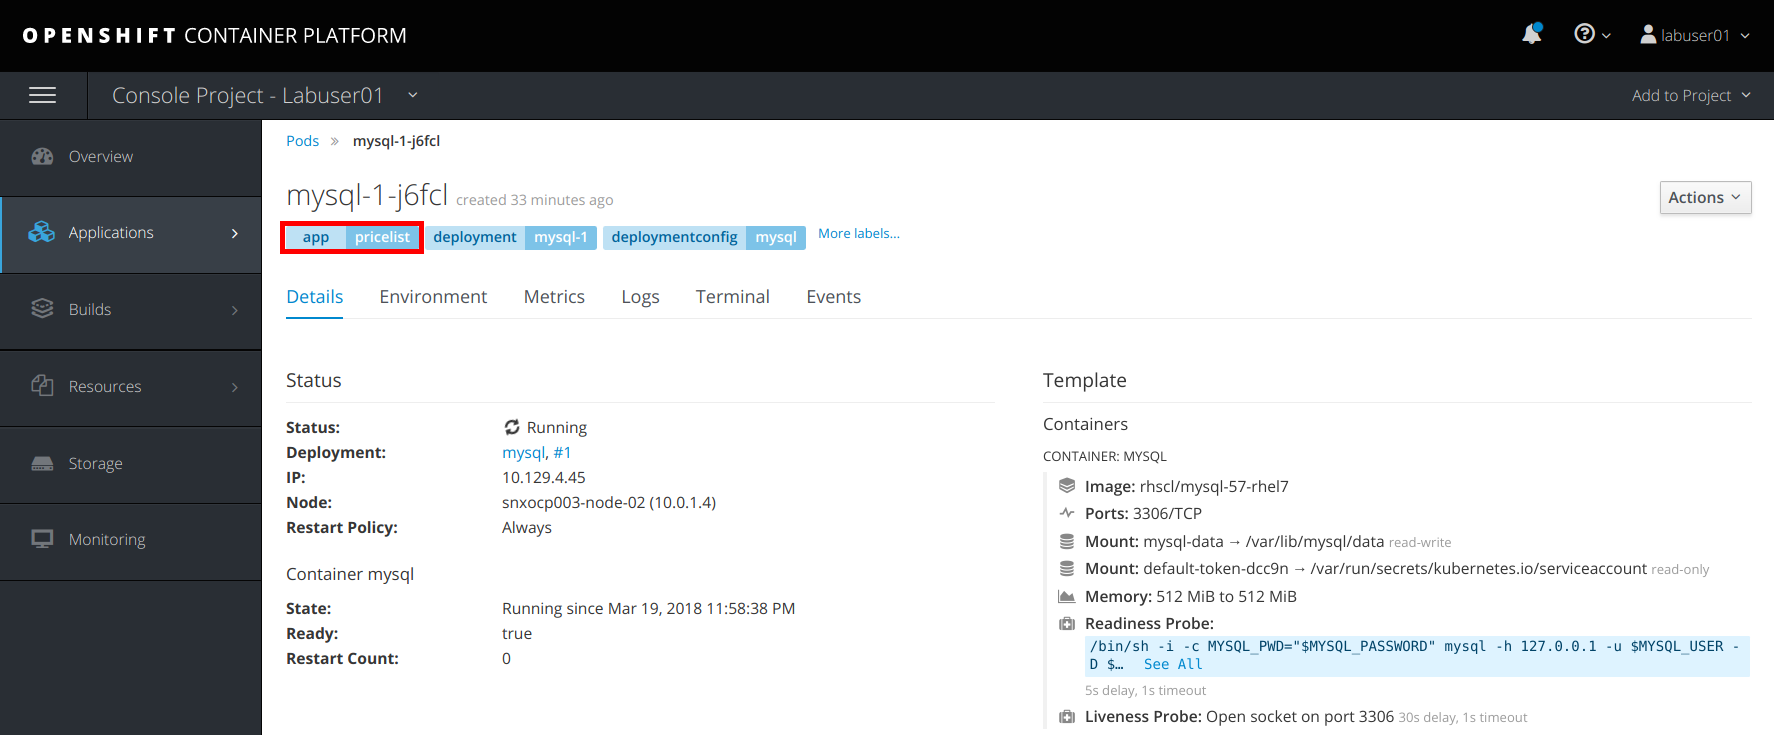 OPENSHIFT CONTAINER PLATFORM
labuser01
Console Project - Labuser01
Add to Project
Overview
Applications
Builds
Resources
Storage
Monitoring
Pods » mysql-1-j6fcl
mysql-1-j6fcl created 33 minutes ago
Actions
app pricelist deployment mysql-1 deploymentconfig mysql More labels...
Details Environment Metrics Logs Terminal Events
Status
Status: Running
Deployment: mysql, #1
IP: 10.129.4.45
Node: snxocp003-node-02 (10.0.1.4)
Restart Policy: Always
Container mysql
State: Running since Mar 19, 2018 11:58:38 PM
Ready: true
Restart Count: 0
Template
Containers
CONTAINER: MYSQL
Image: rhscl/mysql-57-rhel7
Ports: 3306/TCP
Mount: mysql-data → /var/lib/mysql/data read-write
Mount: default-token-dcc9n → /var/run/secrets/kubernetes.io/serviceaccount read-only
Memory: 512 MiB to 512 MiB
Readiness Probe:
/bin/sh -i -c MYSQL_PWD="$MYSQL_PASSWORD" mysql -h 127.0.0.1 -u $MYSQL_USER -
D $… See All
5s delay, 1s timeout
Liveness Probe: Open socket on port 3306 30s delay, 1s timeout